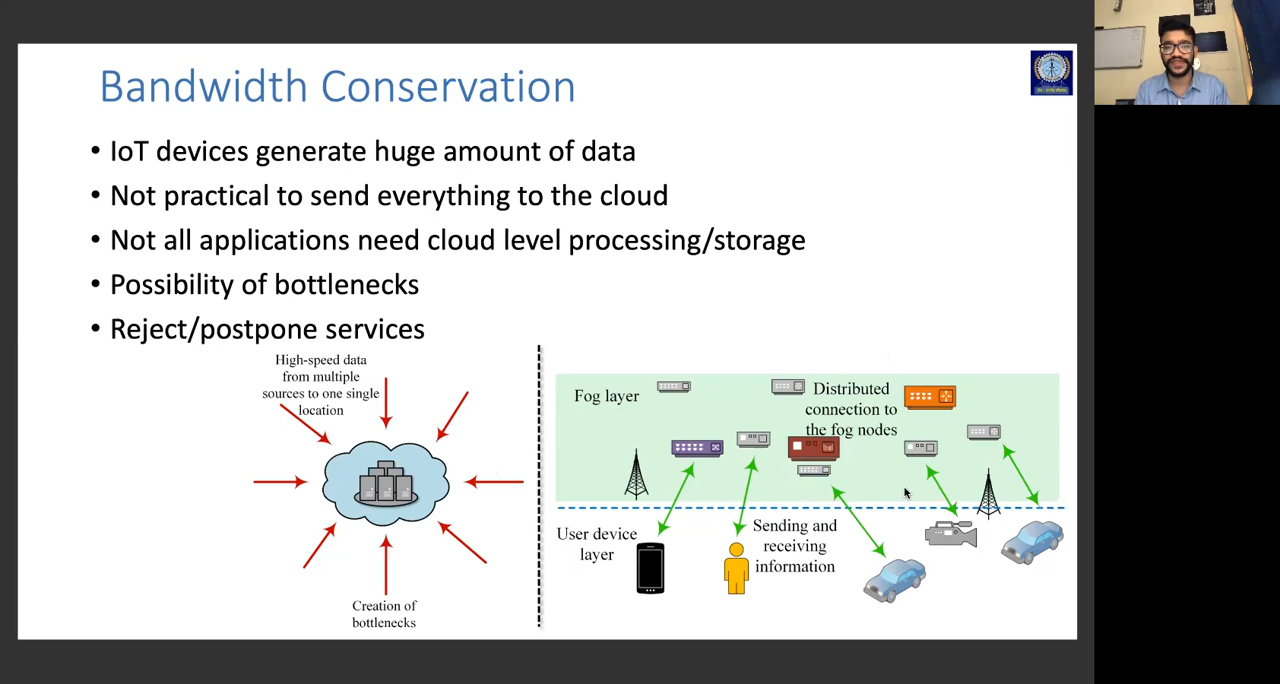 Bandwidth Conservation
• IoT devices generate huge amount of data
• Not practical to send everything to the cloud
• Not all applications need cloud level processing/storage
• Possibility of bottlenecks
• Reject/postpone services
High-speed data
from multiple
sources to one single
location
Creation of
bottlenecks
Fog layer
Distributed
connection to
the fog nodes
User device
layer
Sending and
receiving
information